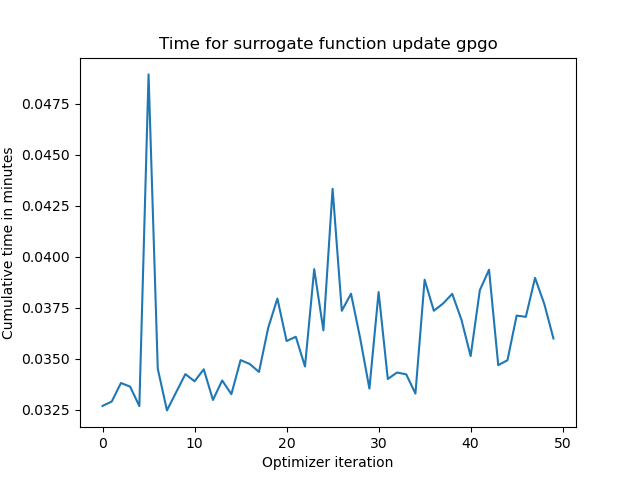 Time for surrogate function update gpgo
Cumulative time in minutes
0.0475
0.0450
0.0425
0.0400
0.0375
0.0350
0.0325
0 10 20 30 40 50
Optimizer iteration